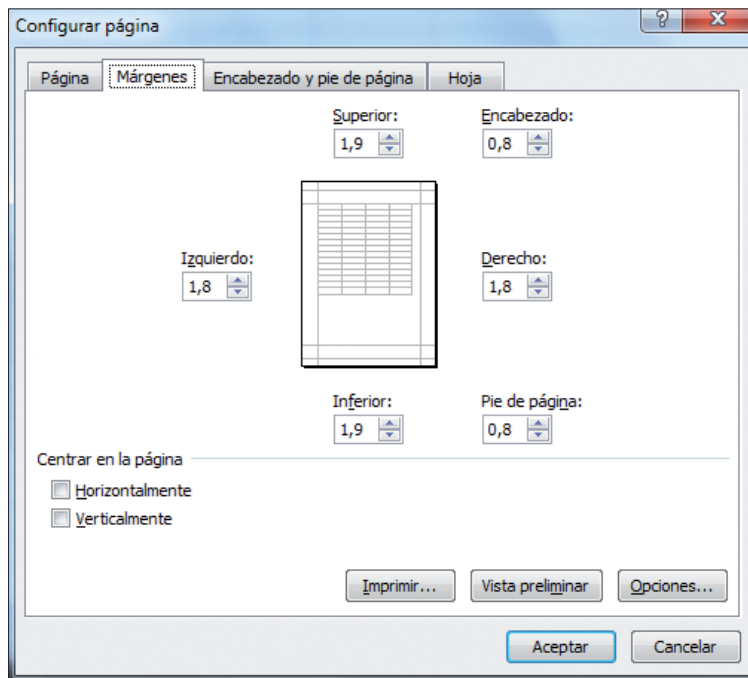 Configurar página
Página Márgenes Encabezado y pie de página Hoja
Superior: Encabezado:
1,9 0,8
Izquierdo: Derecho:
1,8 1,8
Inferior: Pie de página:
1,9 0,8
Centrar en la página
Horizontalmente
Verticalmente
Imprimir... Vista preliminar Opciones...
Aceptar Cancelar